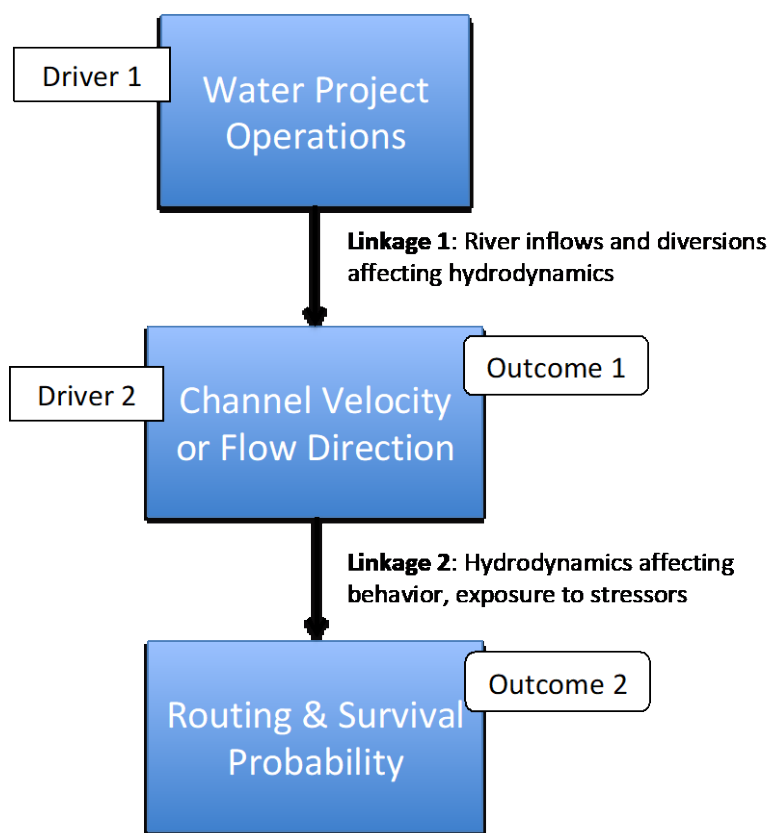 Driver 1
Water Project
Operations
Linkage 1: River inflows and diversions
affecting hydrodynamics
Outcome 1
Driver 2
Channel Velocity
or Flow Direction
Linkage 2: Hydrodynamics affecting
behavior, exposure to stressors
Outcome 2
Routing & Survival
Probability